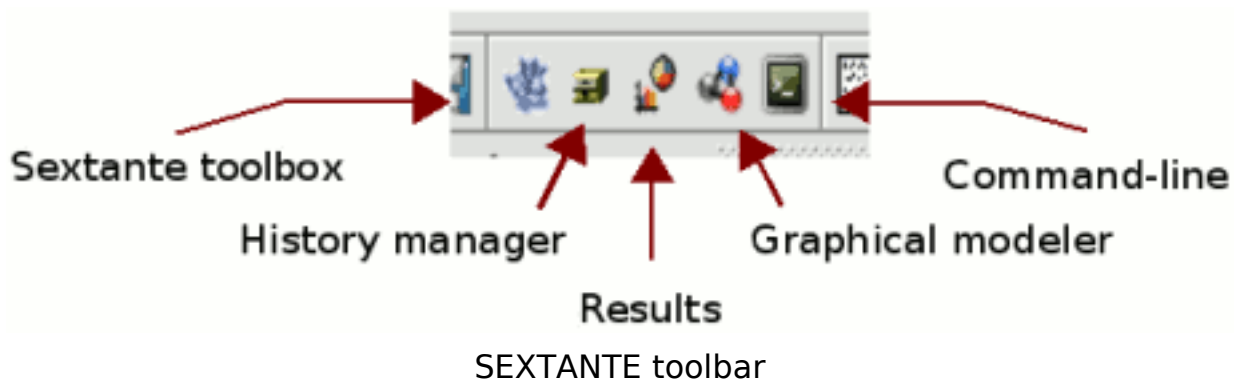 Sextante toolbox
Command-line
History manager
Graphical modeler
Results
SEXTANTE toolbar